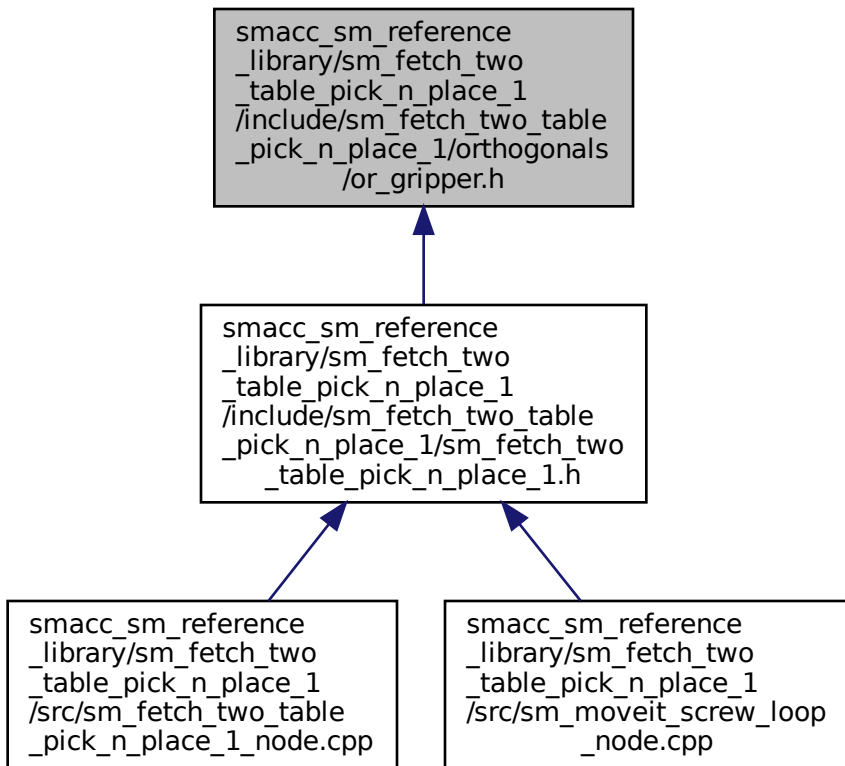 smacc_sm_reference
_library/sm_fetch_two
_table_pick_n_place_1
/include/sm_fetch_two_table
_pick_n_place_1/orthogonals
/or_gripper.h
smacc_sm_reference
_library/sm_fetch_two
_table_pick_n_place_1
/include/sm_fetch_two_table
_pick_n_place_1/sm_fetch_two
_table_pick_n_place_1.h
smacc_sm_reference
_library/sm_fetch_two
_table_pick_n_place_1
/src/sm_fetch_two_table
_pick_n_place_1_node.cpp
smacc_sm_reference
_library/sm_fetch_two
_table_pick_n_place_1
/src/sm_moveit_screw_loop
_node.cpp